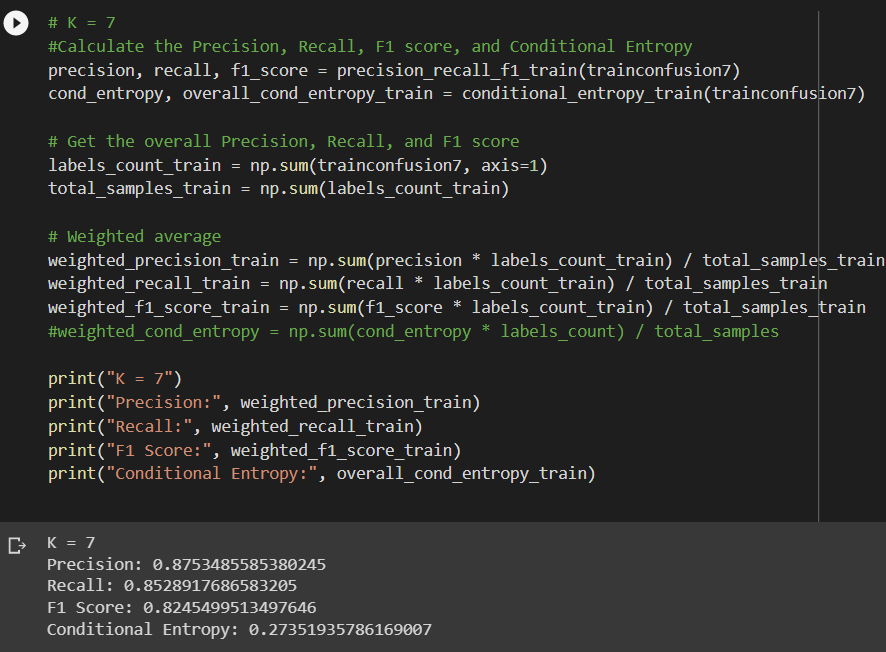 # K = 7
#Calculate the Precision, Recall, F1 score, and Conditional Entropy
precision, recall, f1_score = precision_recall_f1_train(trainconfusion7)
cond_entropy, overall_cond_entropy_train = conditional_entropy_train(trainconfusion7)
# Get the overall Precision, Recall, and F1 score
labels_count_train = np.sum(trainconfusion7, axis=1)
total_samples_train = np.sum(labels_count_train)
# Weighted average
weighted_precision_train = np.sum(precision * labels_count_train) / total_samples_train
weighted_recall_train = np.sum(recall * labels_count_train) / total_samples_train
weighted_f1_score_train = np.sum(f1_score * labels_count_train) / total_samples_train
#weighted_cond_entropy = np.sum(cond_entropy * labels_count) / total_samples
print("K = 7")
print("Precision:", weighted_precision_train)
print("Recall:", weighted_recall_train)
print("F1 Score:", weighted_f1_score_train)
print("Conditional Entropy:", overall_cond_entropy_train)
K = 7
Precision: 0.8753485585380245
Recall: 0.8528917686583205
F1 Score: 0.8245499513497646
Conditional Entropy: 0.27351935786169007